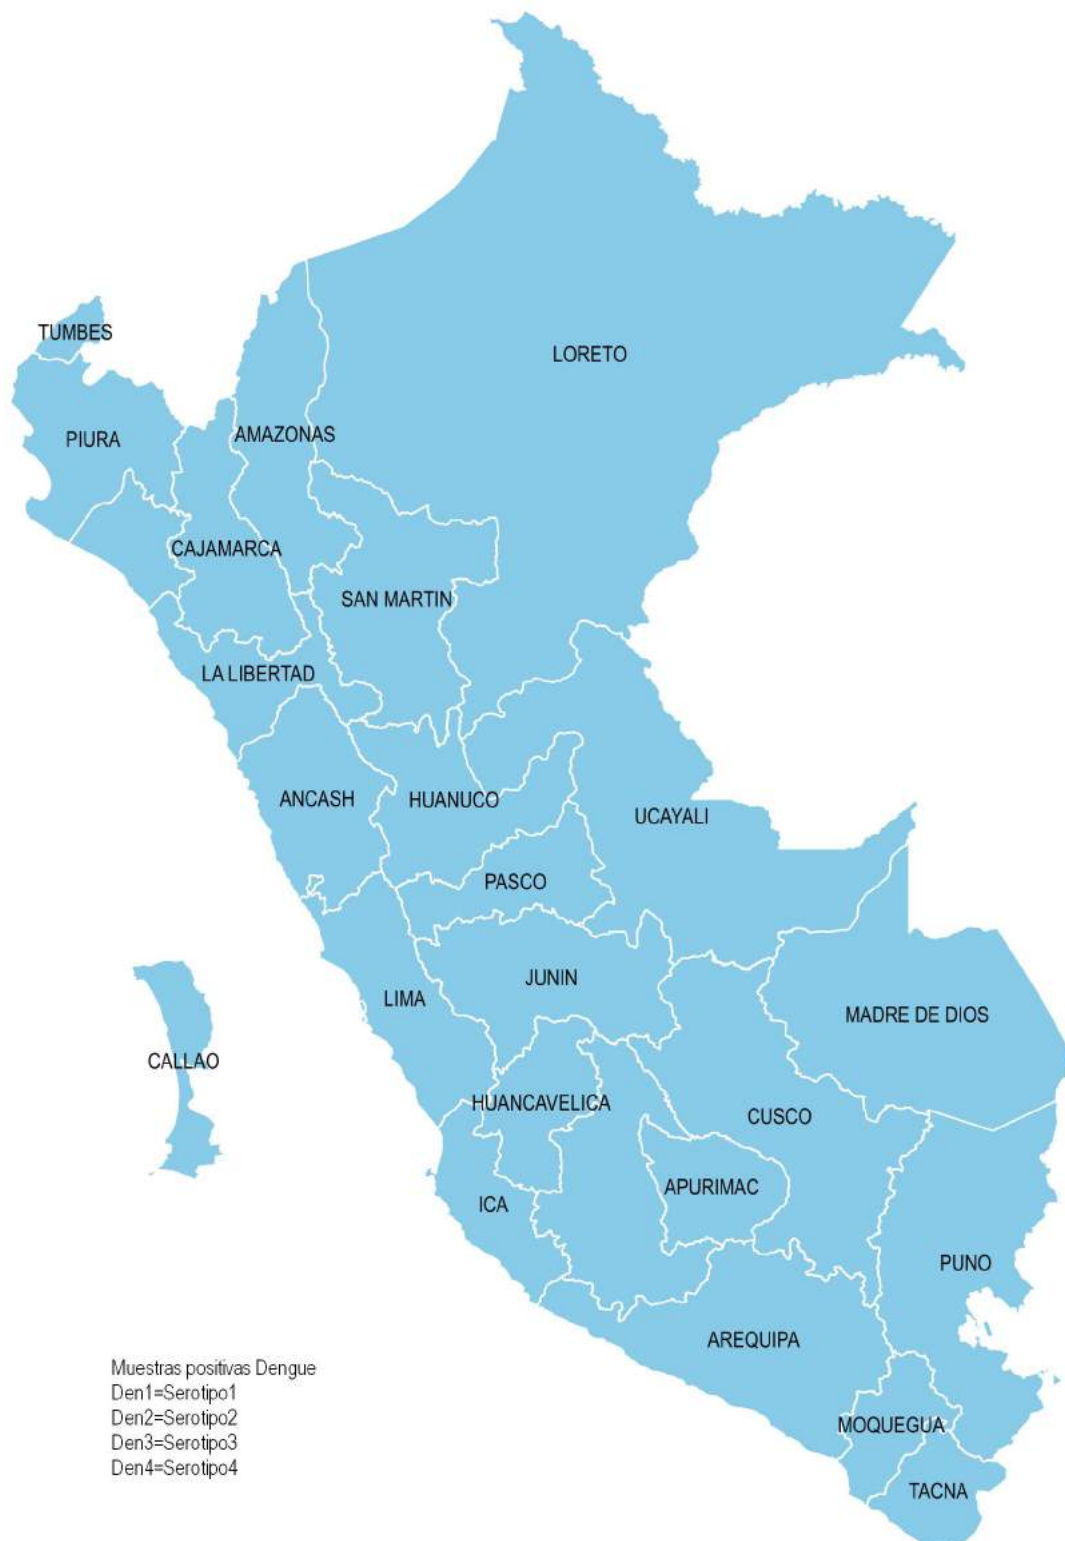 TUMBES
LORETO
PIURA
AMAZONAS
CAJAMARCA
SAN MARTIN
LA LIBERTAD
ANCASH
HUANUCO
UCAYALI
PASCO
JUNIN
LIMA
MADRE DE DIOS
CALLAO
HUANCAVELICA
CUSCO
APURIMAC
ICA
PUNO
AREQUIPA
MOQUEGUA
TACNA
Muestras positivas Dengue
Den1=Serotipo1
Den2=Serotipo2
Den3=Serotipo3
Den4=Serotipo4